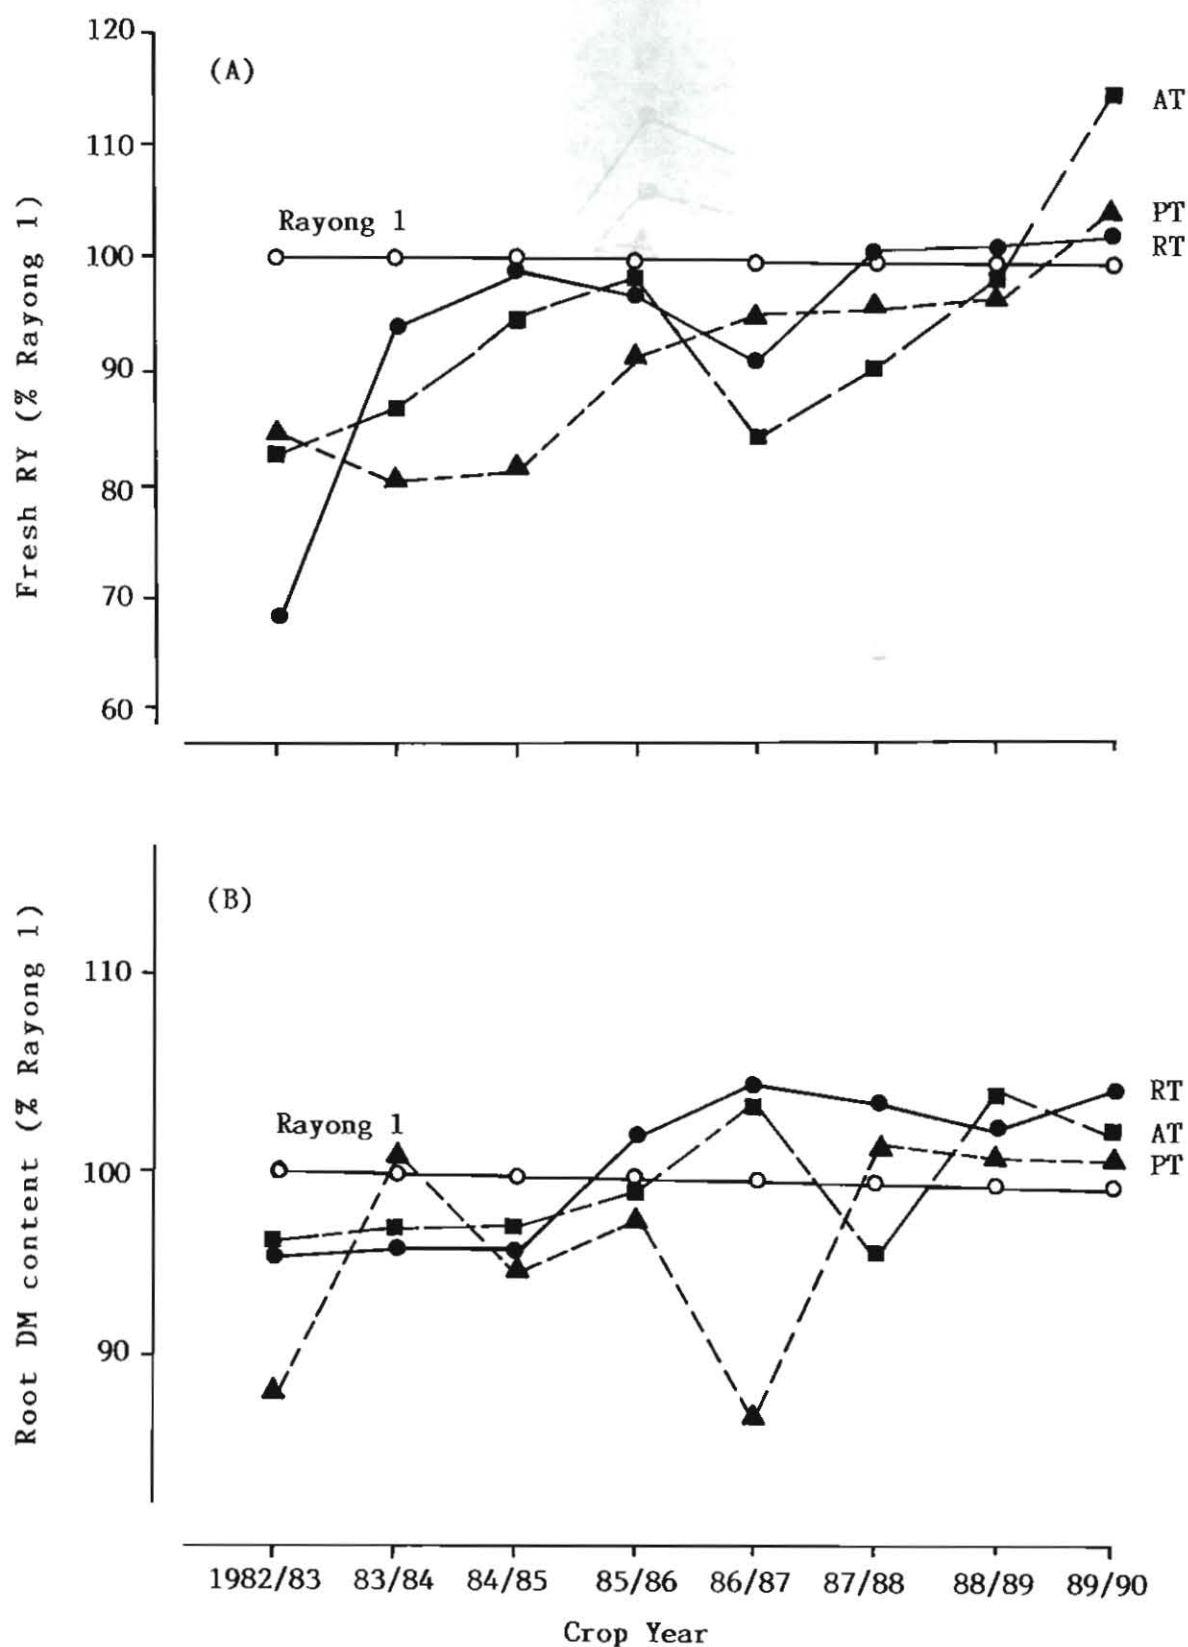 120
(A)
AT
110
Fresh RY (% Rayong 1)
Rayong 1
PT
100
RT
90
80
70
60
(B)
Root DM content (% Rayong 1)
110
RT
Rayong 1
AT
100
PT
90
1982/83 83/84 84/85 85/86 86/87 87/88 88/89 89/90
Crop Year